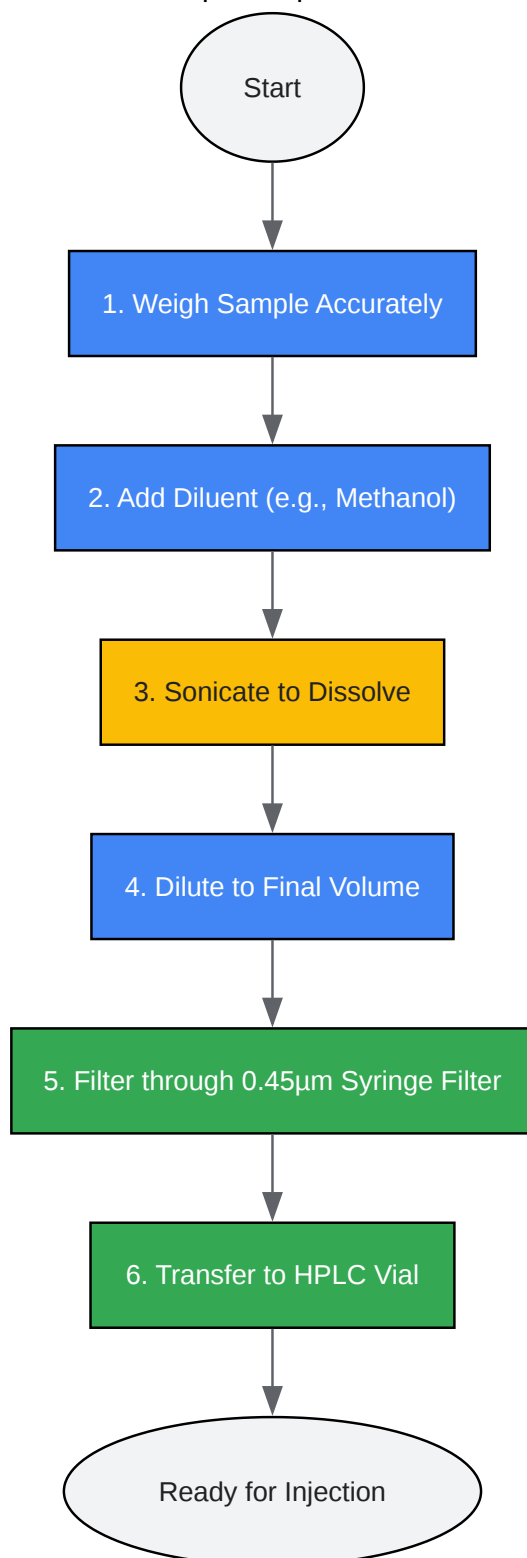 Start
1. Weigh Sample Accurately
2. Add Diluent (e.g., Methanol)
3. Sonicate to Dissolve
4. Dilute to Final Volume
5. Filter through 0.45µm Syringe Filter
6. Transfer to HPLC Vial
Ready for Injection